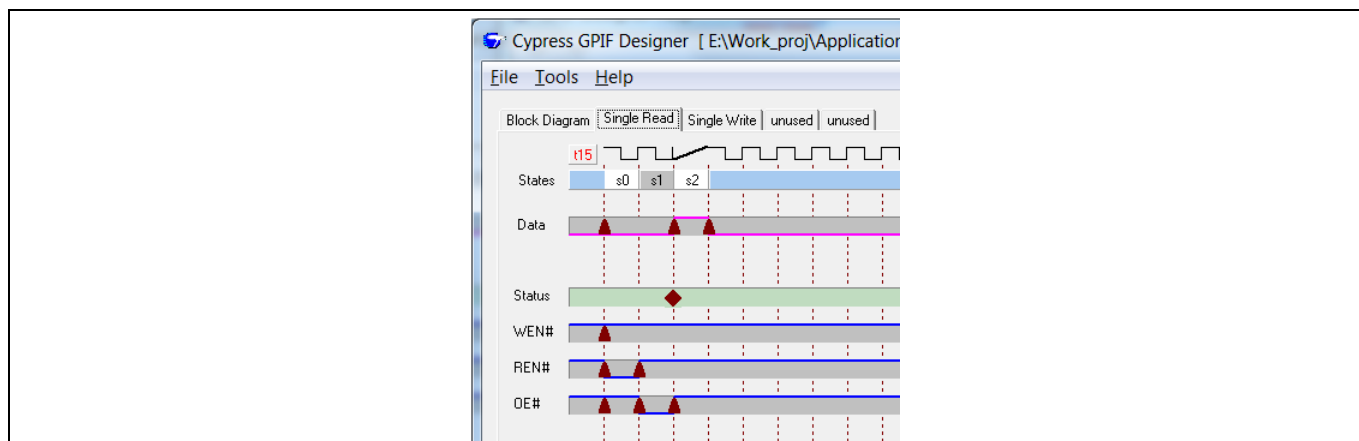 Cypress GPIF Designer [ E:\Work_proj\Application
File Tools Help
Block Diagram Single Read Single Write unused unused
t15
States s0 s1 s2
Data
Status
WEN#
REN#
OE#